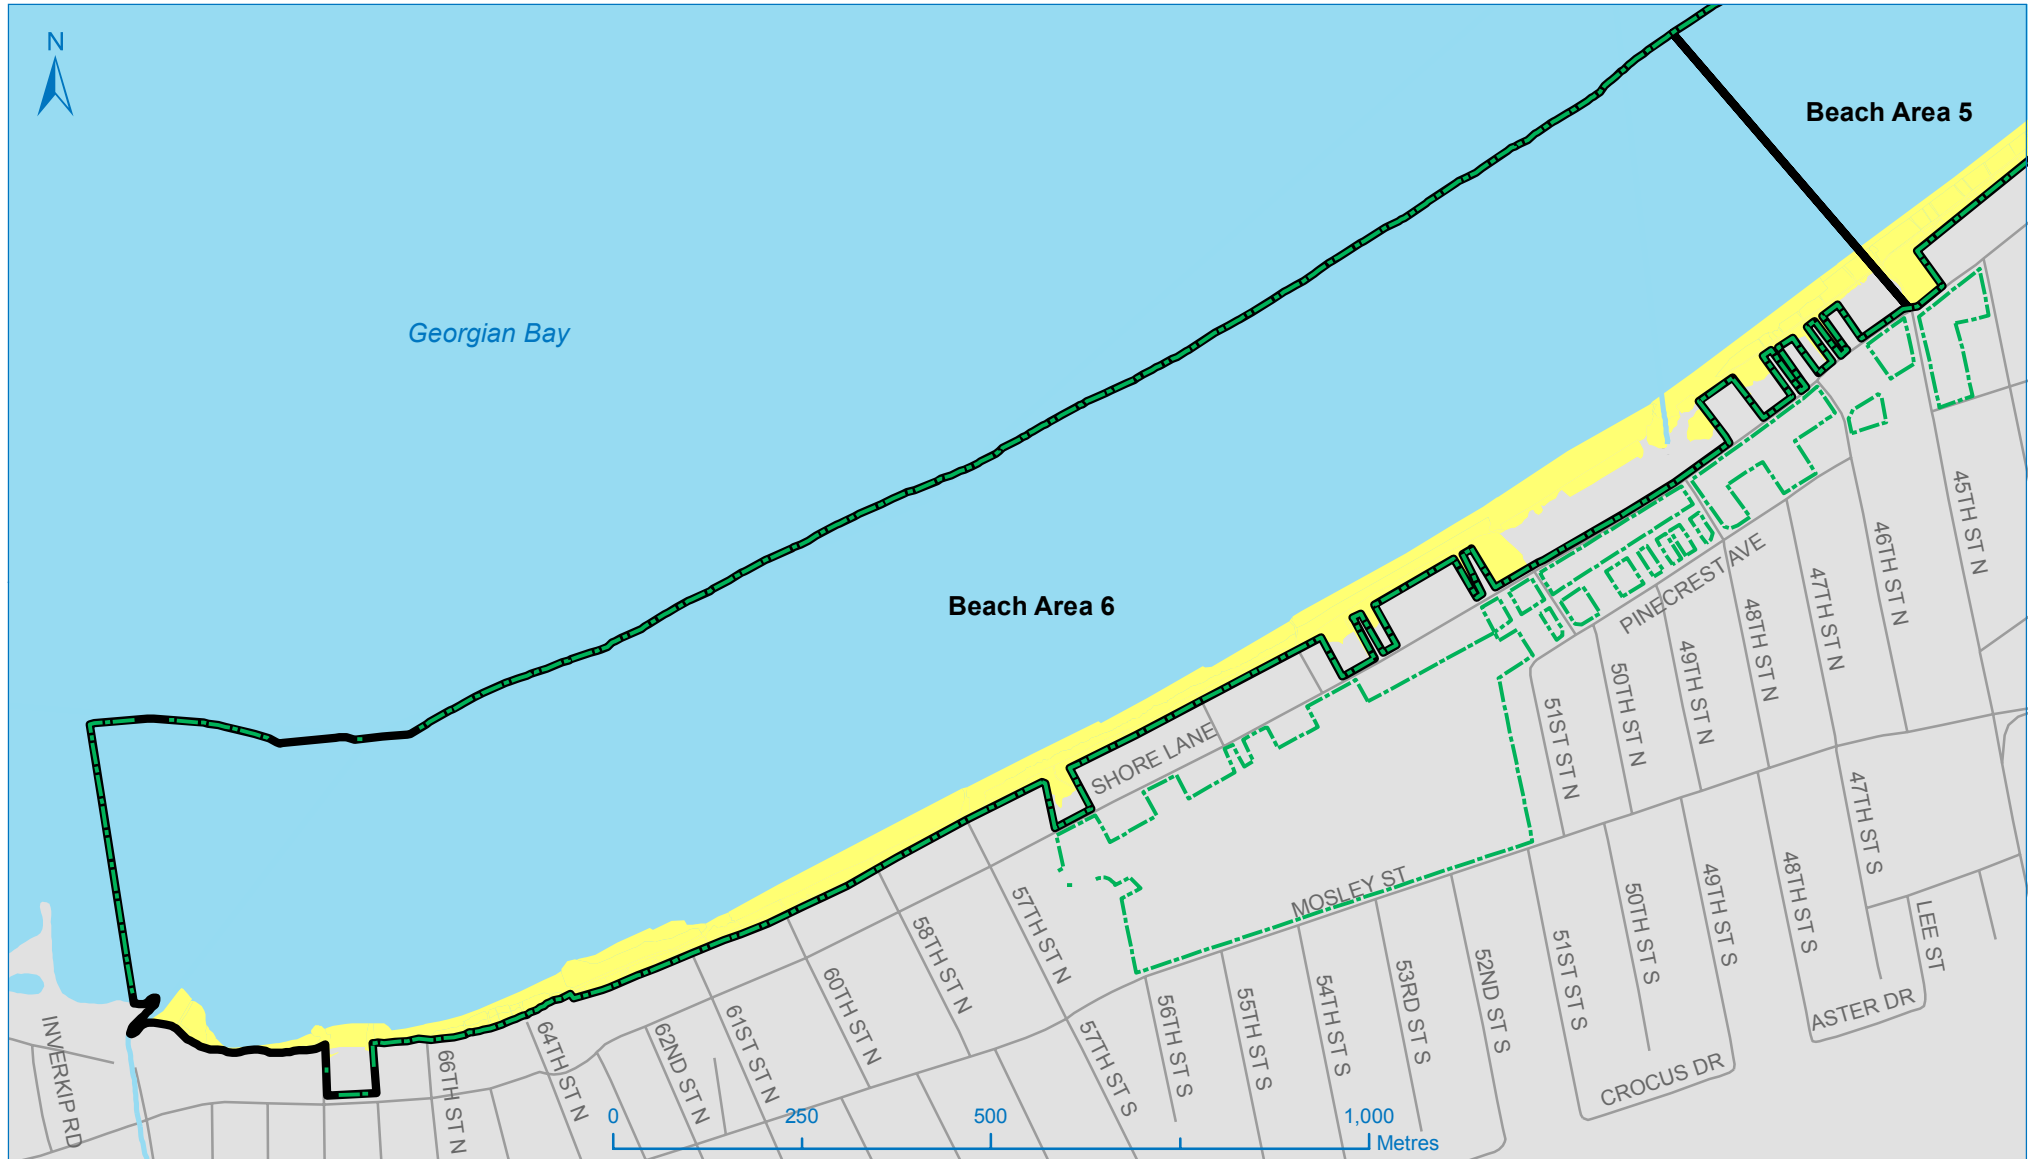 N
Beach Area 5
Georgian Bay
Beach Area 6
45TH ST N
46TH ST N
PINECREST AVE
47TH ST N
48TH ST N
49TH ST N
50TH ST N
51ST ST N
SHORE LANE
47TH ST S
MOSLEY ST
48TH ST S
49TH ST S
50TH ST S
51ST ST S
52ND ST S
53RD ST S
54TH ST S
55TH ST S
56TH ST S
57TH ST S
57TH ST N
58TH ST N
60TH ST N
61ST ST N
62ND ST N
64TH ST N
66TH ST N
INVERKIP RD
LEE ST
ASTER DR
CROCUS DR
0 250 500 1,000
Metres